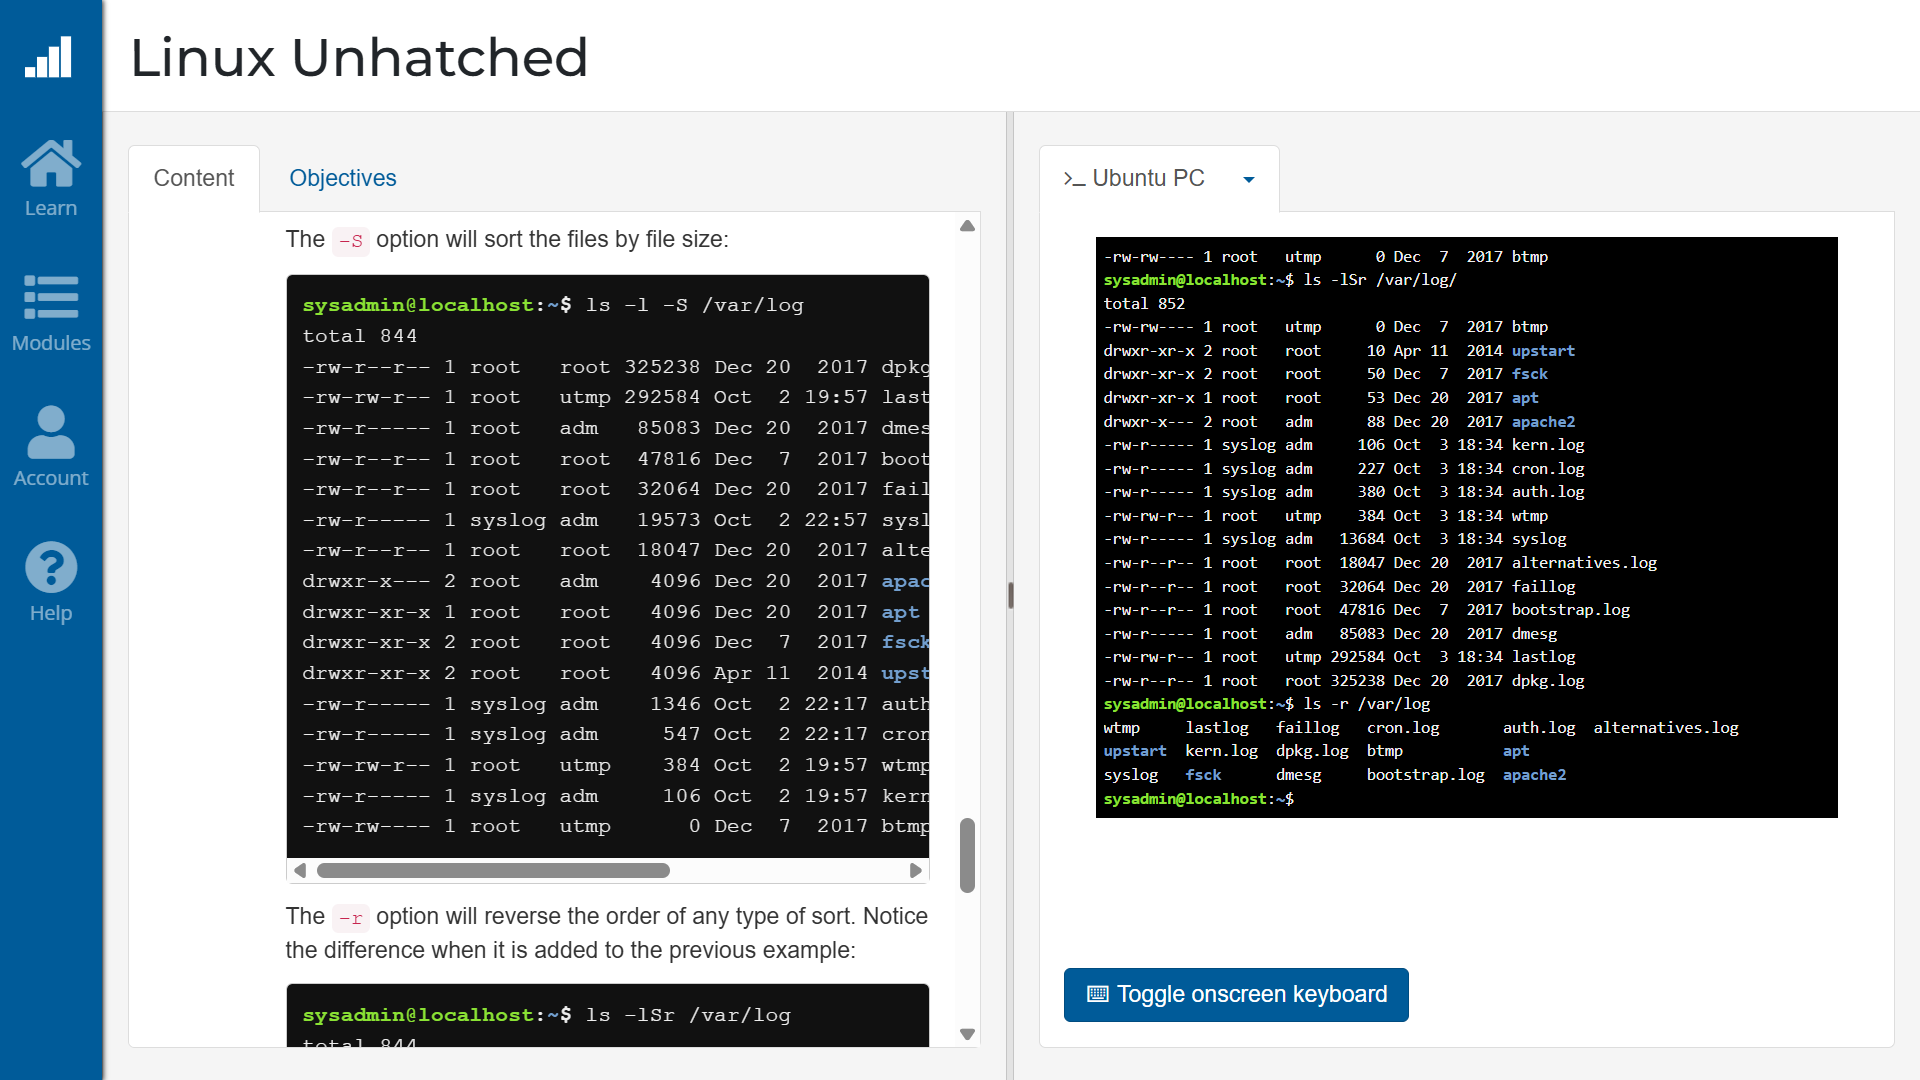 Linux Unhatched
Learn
Modules
Account
Help
Content
Objectives
The -S option will sort the files by file size:
sysadmin@localhost:~$ ls -l -S /var/log
total 844
-rw-r--r-- 1 root   root 325238 Dec 20  2017 dpkg
-rw-rw-r-- 1 root   utmp 292584 Oct  2 19:57 last
-rw-r----- 1 root   adm   85083 Dec 20  2017 dmes
-rw-r--r-- 1 root   root  47816 Dec  7  2017 boot
-rw-r--r-- 1 root   root  32064 Dec 20  2017 fail
-rw-r----- 1 syslog adm   19573 Oct  2 22:57 sysl
-rw-r--r-- 1 root   root  18047 Dec 20  2017 alte
drwxr-x--- 2 root   adm    4096 Dec 20  2017 apac
drwxr-xr-x 1 root   root   4096 Dec 20  2017 apt
drwxr-xr-x 2 root   root   4096 Dec  7  2017 fsck
drwxr-xr-x 2 root   root   4096 Apr 11  2014 upst
-rw-r----- 1 syslog adm    1346 Oct  2 22:17 auth
-rw-r----- 1 syslog adm     547 Oct  2 22:17 cron
-rw-rw-r-- 1 root   utmp    384 Oct  2 19:57 wtmp
-rw-r----- 1 syslog adm     106 Oct  2 19:57 kern
-rw-rw---- 1 root   utmp      0 Dec  7  2017 btmp
The -r option will reverse the order of any type of sort. Notice
the difference when it is added to the previous example:
sysadmin@localhost:~$ ls -lSr /var/log
total 844
>_ Ubuntu PC
-rw-rw---- 1 root   utmp      0 Dec  7  2017 btmp
sysadmin@localhost:~$ ls -lSr /var/log/
total 852
-rw-rw---- 1 root   utmp      0 Dec  7  2017 btmp
drwxr-xr-x 2 root   root     10 Apr 11  2014 upstart
drwxr-xr-x 2 root   root     50 Dec  7  2017 fsck
drwxr-xr-x 1 root   root     53 Dec 20  2017 apt
drwxr-x--- 2 root   adm      88 Dec 20  2017 apache2
-rw-r----- 1 syslog adm     106 Oct  3 18:34 kern.log
-rw-r----- 1 syslog adm     227 Oct  3 18:34 cron.log
-rw-r----- 1 syslog adm     380 Oct  3 18:34 auth.log
-rw-rw-r-- 1 root   utmp    384 Oct  3 18:34 wtmp
-rw-r----- 1 syslog adm   13684 Oct  3 18:34 syslog
-rw-r--r-- 1 root   root  18047 Dec 20  2017 alternatives.log
-rw-r--r-- 1 root   root  32064 Dec 20  2017 faillog
-rw-r--r-- 1 root   root  47816 Dec  7  2017 bootstrap.log
-rw-r----- 1 root   adm   85083 Dec 20  2017 dmesg
-rw-rw-r-- 1 root   utmp 292584 Oct  3 18:34 lastlog
-rw-r--r-- 1 root   root 325238 Dec 20  2017 dpkg.log
sysadmin@localhost:~$ ls -r /var/log
wtmp     lastlog   faillog   cron.log       auth.log  alternatives.log
upstart  kern.log  dpkg.log  btmp           apt
syslog   fsck      dmesg     bootstrap.log  apache2
sysadmin@localhost:~$
Toggle onscreen keyboard